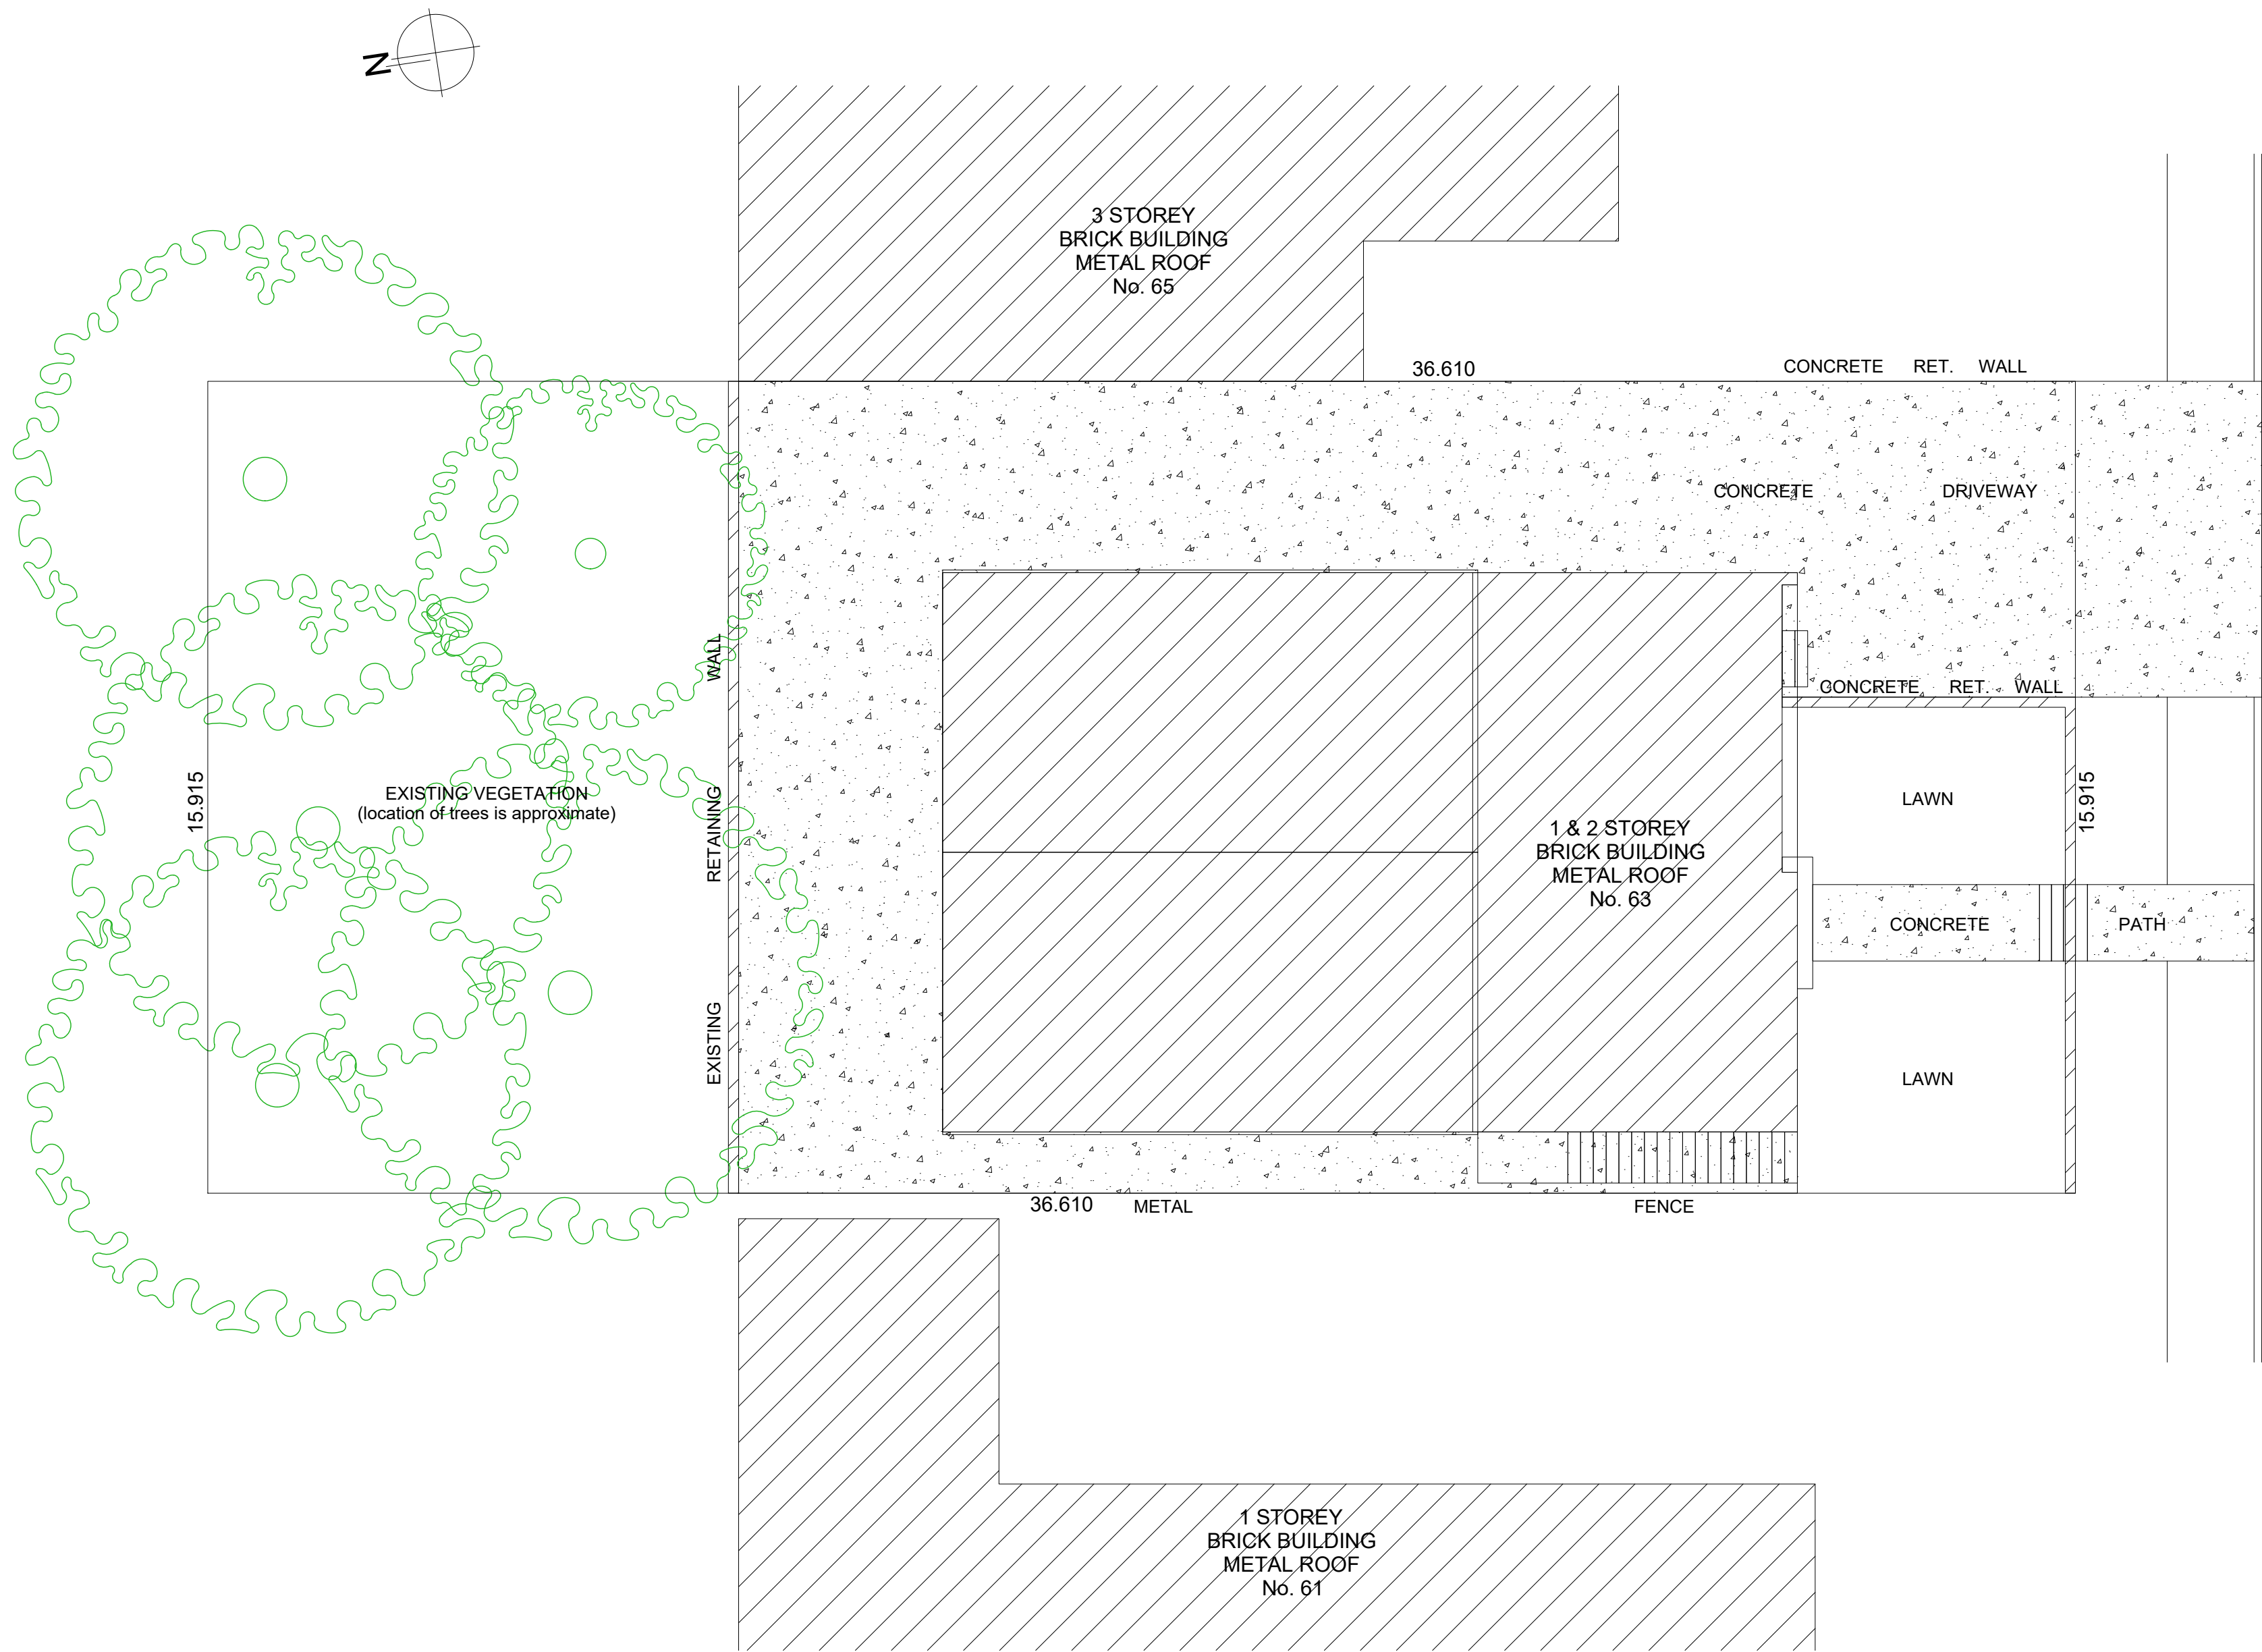 N
3 STOREY
BRICK BUILDING
METAL ROOF
No. 65
36.610
CONCRETE RET. WALL
CONCRETE DRIVEWAY
CONCRETE RET. WALL
EXISTING RETAINING WALL
15.915
EXISTING VEGETATION
(location of trees is approximate)
1 & 2 STOREY
BRICK BUILDING
METAL ROOF
No. 63
LAWN
15.915
CONCRETE PATH
LAWN
36.610
METAL FENCE
1 STOREY
BRICK BUILDING
METAL ROOF
No. 61